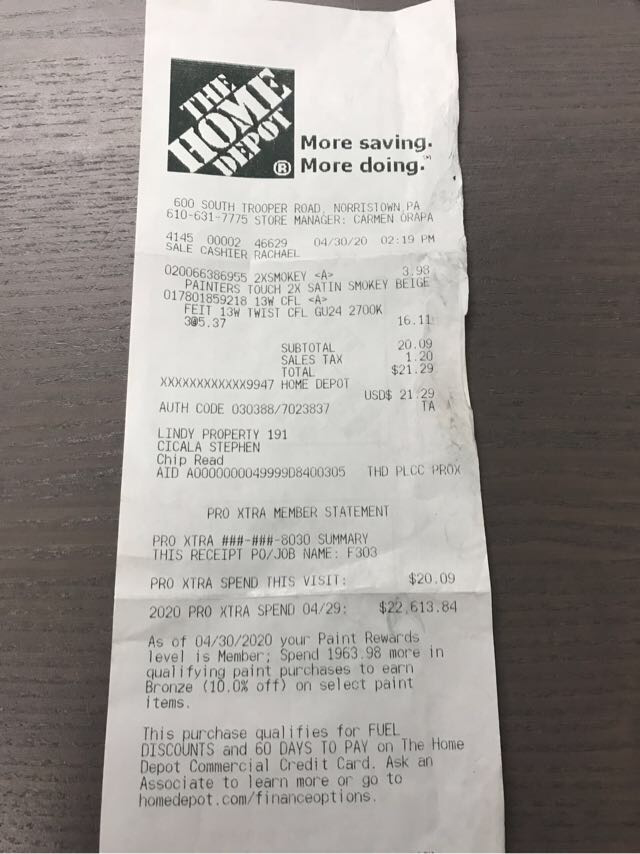 THE
HOME
DEPOT
®
More saving.
More doing.™
600 SOUTH TROOPER ROAD, NORRISTOWN,PA
610-631-7775 STORE MANAGER: CARMEN ORAPA
4145 00002 46629 04/30/20 02:19 PM
SALE CASHIER RACHAEL
020066386955 2XSMOKEY <A> 3.98
PAINTERS TOUCH 2X SATIN SMOKEY BEIGE
017801859218 13W CFL <A>
FEIT 13W TWIST CFL GU24 2700K
3@5.37 16.11
SUBTOTAL 20.09
SALES TAX 1.20
TOTAL $21.29
XXXXXXXXXXXX9947 HOME DEPOT
USD$ 21.29
AUTH CODE 030388/7023837 TA
LINDY PROPERTY 191
CICALA STEPHEN
Chip Read
AID A0000000049999D8400305 THD PLCC PROX
PRO XTRA MEMBER STATEMENT
PRO XTRA ###-###-8030 SUMMARY
THIS RECEIPT PO/JOB NAME: F303
PRO XTRA SPEND THIS VISIT: $20.09
2020 PRO XTRA SPEND 04/29: $22,613.84
As of 04/30/2020 your Paint Rewards
level is Member; Spend 1963.98 more in
qualifying paint purchases to earn
Bronze (10.0% off) on select paint
items.
This purchase qualifies for FUEL
DISCOUNTS and 60 DAYS TO PAY on The Home
Depot Commercial Credit Card. Ask an
Associate to learn more or go to
homedepot.com/financeoptions.